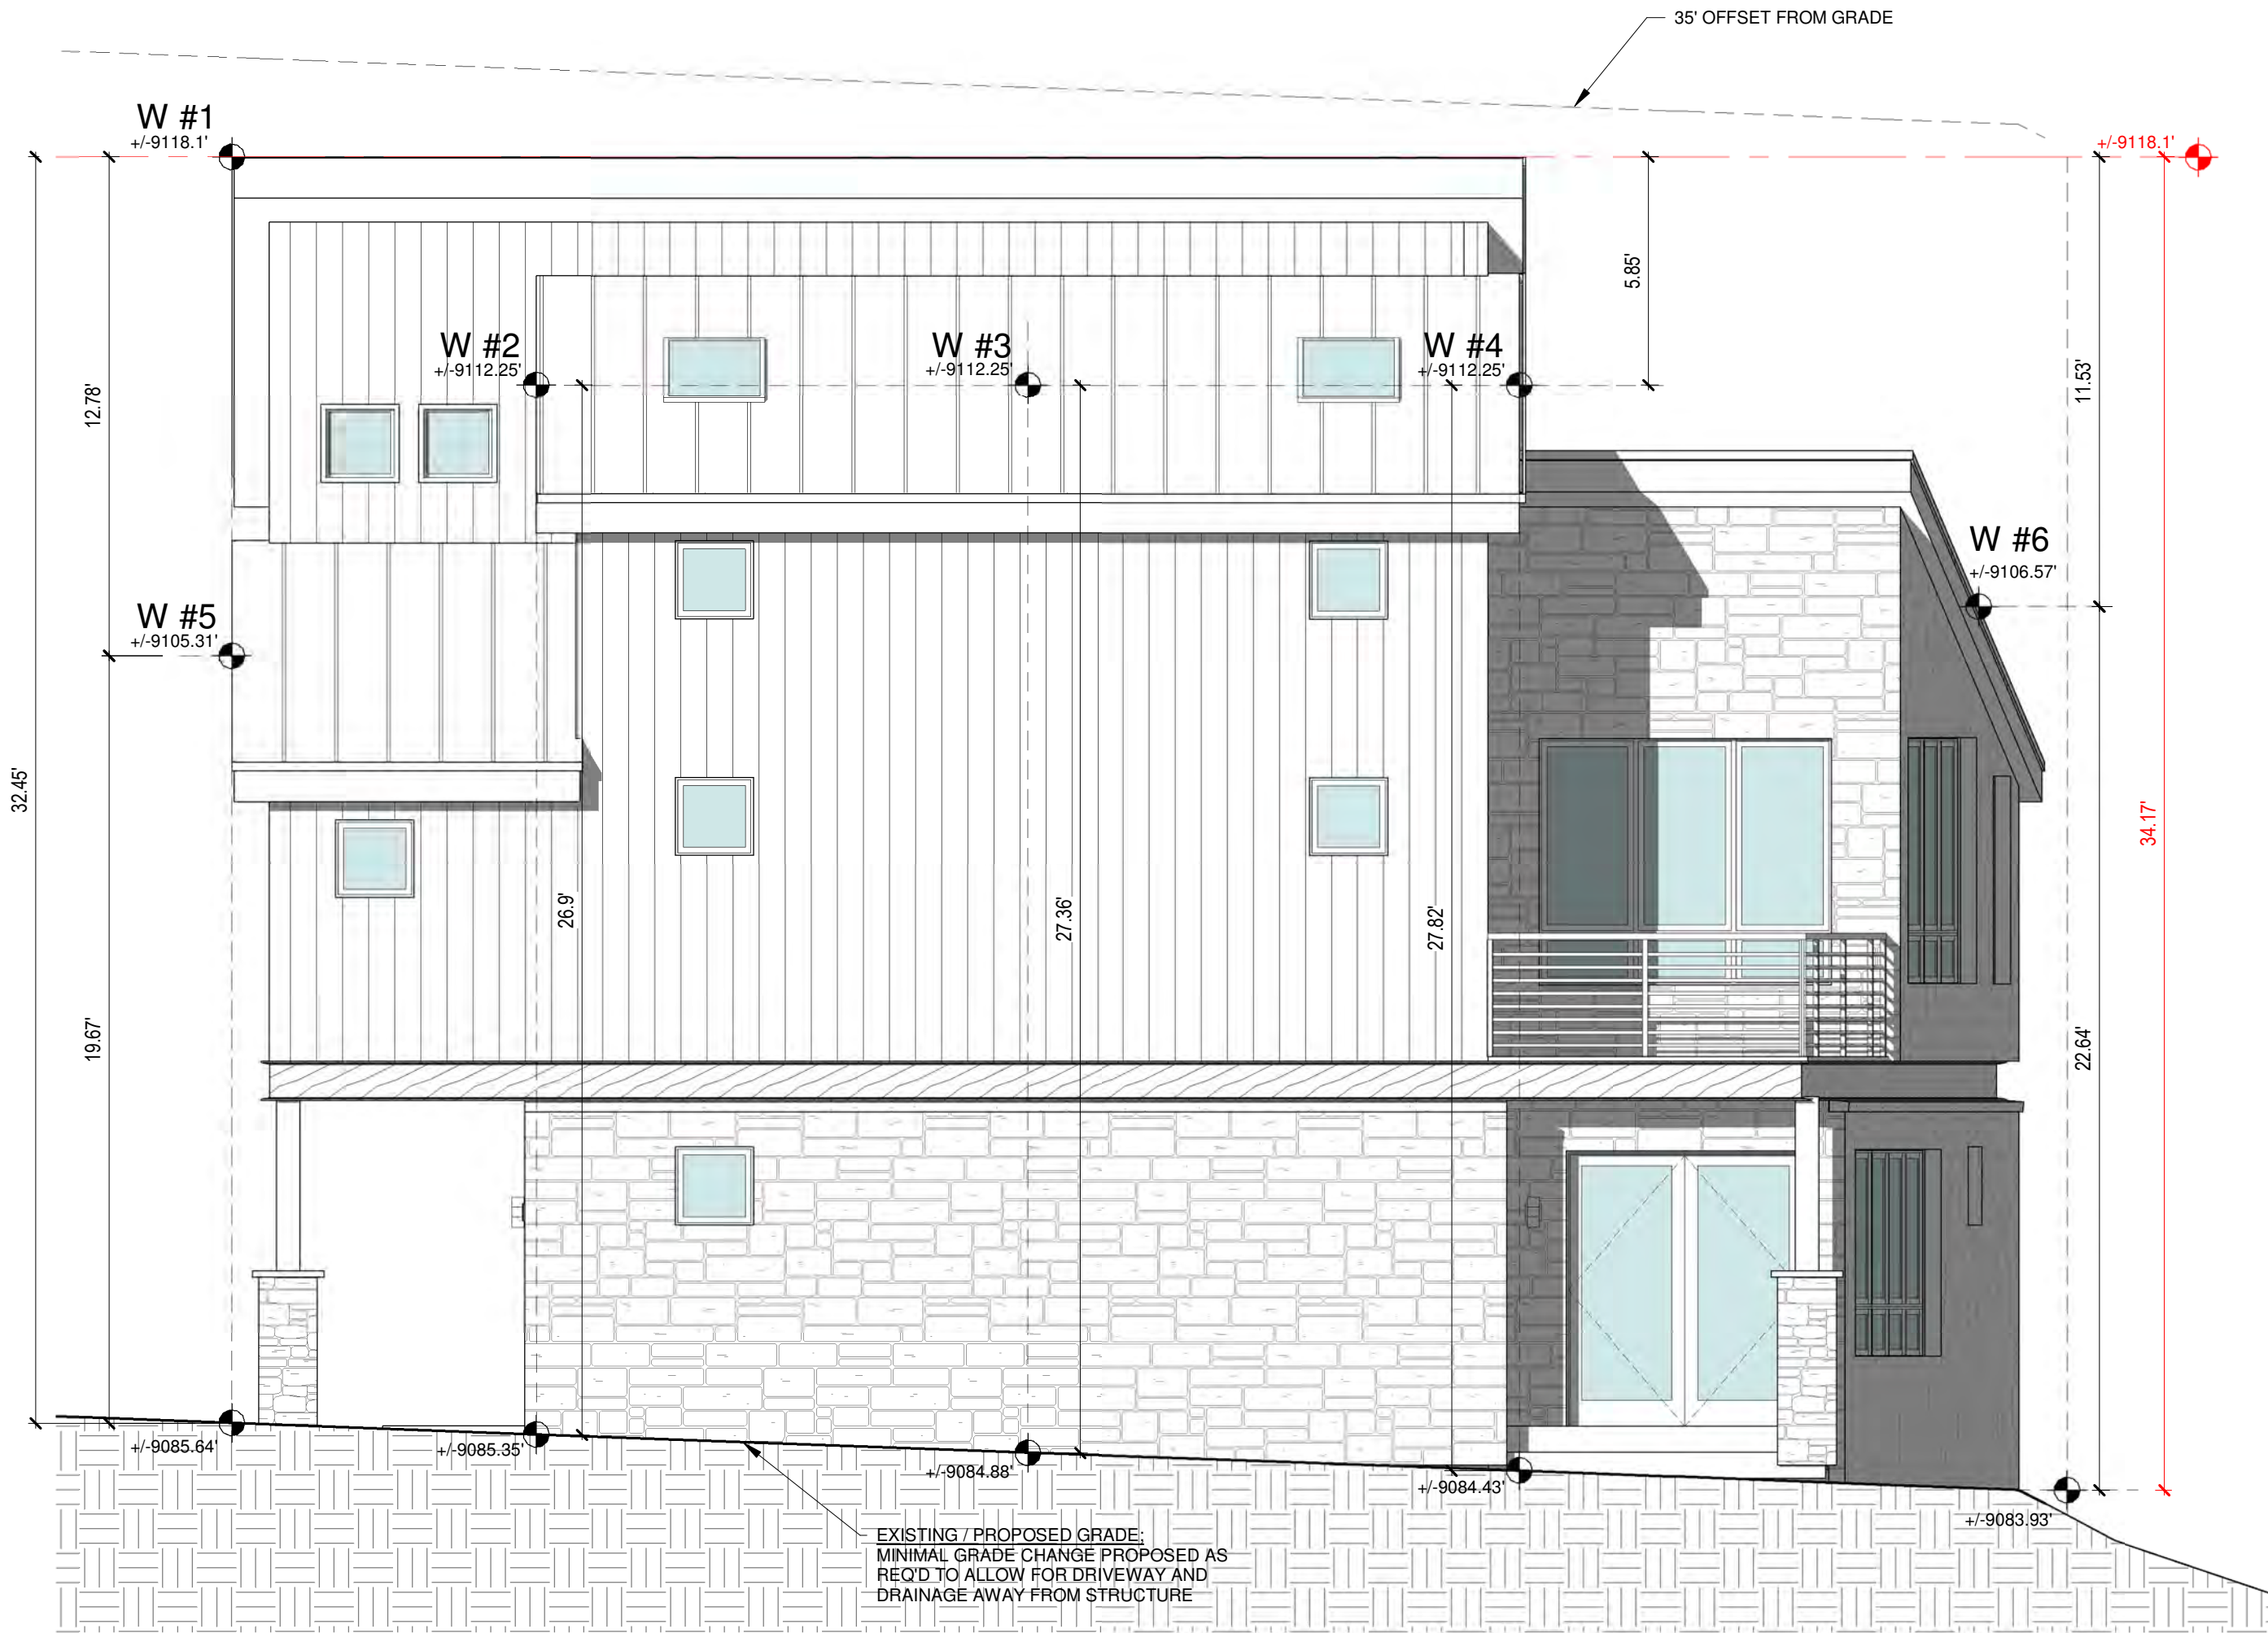 35' OFFSET FROM GRADE
W #1
+/-9118.1'
+/-9118.1'
5.85'
W #2
+/-9112.25'
W #3
+/-9112.25'
W #4
+/-9112.25'
12.78'
11.53'
W #6
+/-9106.57'
W #5
+/-9105.31'
32.45'
34.17'
26.9'
27.36'
27.82'
19.67'
22.64'
+/-9085.64'
+/-9085.35'
+/-9084.88'
+/-9084.43'
+/-9083.93'
EXISTING / PROPOSED GRADE:
MINIMAL GRADE CHANGE PROPOSED AS
REQ'D TO ALLOW FOR DRIVEWAY AND
DRAINAGE AWAY FROM STRUCTURE